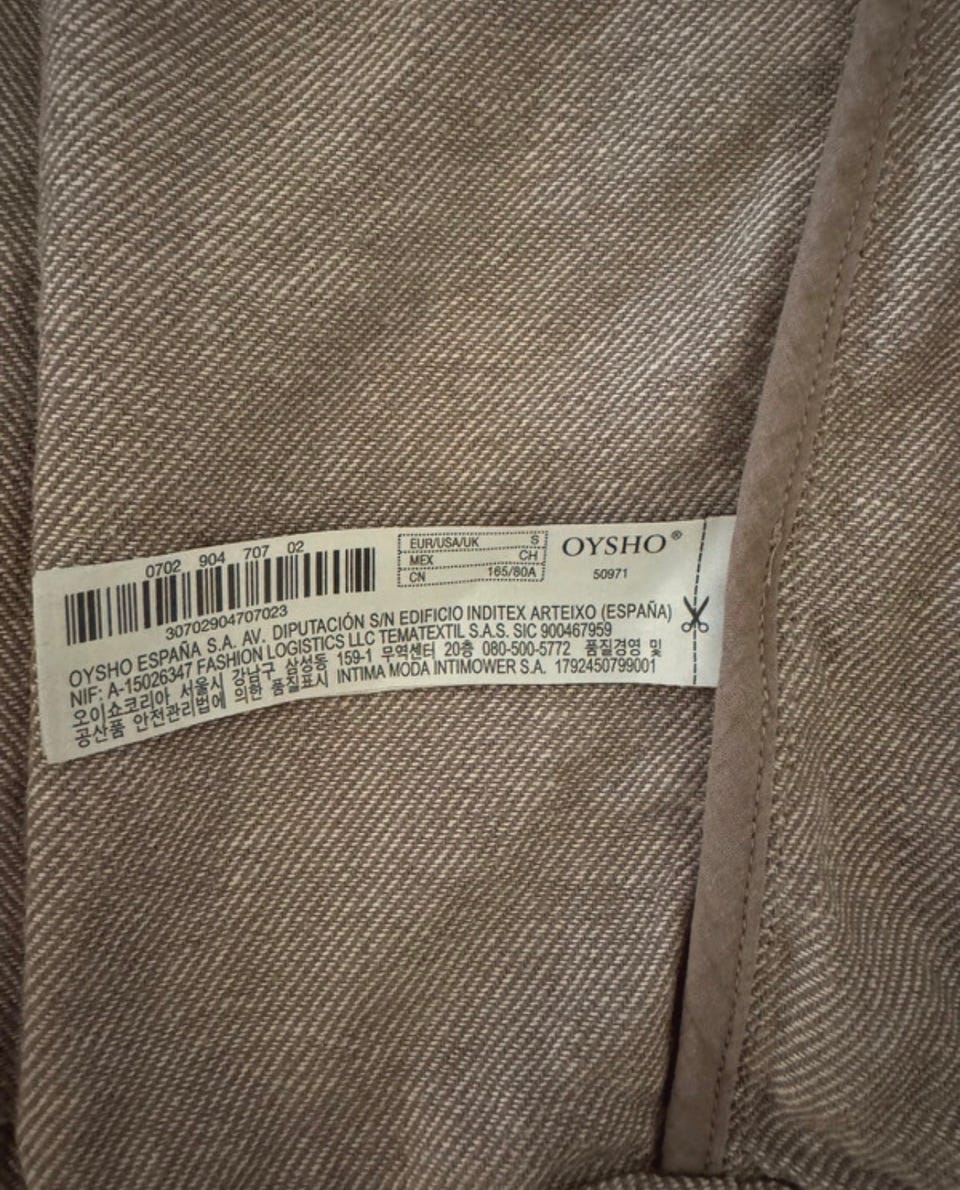 0702 904 707 02
30702904707023
EUR/USA/UK S
MEX CH
CN 165/80A
OYSHO®
50971
OYSHO ESPAÑA S.A. AV. DIPUTACIÓN S/N EDIFICIO INDITEX ARTEIXO (ESPAÑA)
NIF: A-15026347 FASHION LOGISTICS LLC TEMATEXTIL S.A.S. SIC 900467959
오이쇼코리아 서울시 강남구 삼성동 159-1 무역센터 20층 080-500-5772 품질경영 및
공산품 안전관리법에 의한 품질표시 INTIMA MODA INTIMOWER S.A. 1792450799001